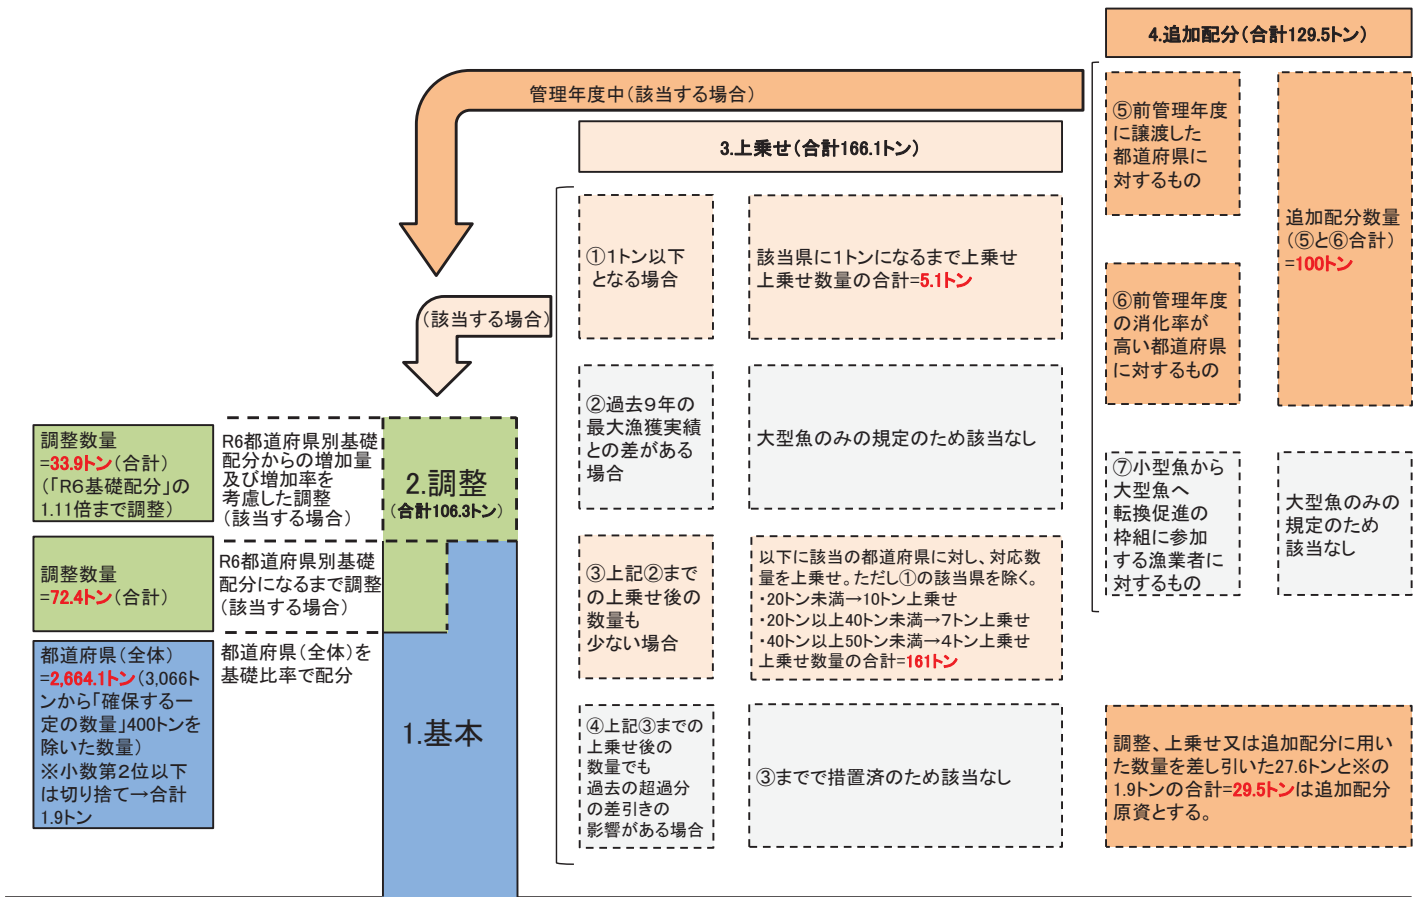 4.追加配分(合計129.5トン)
管理年度中(該当する場合)
⑤前管理年度
に譲渡した
都道府県に
対するもの
追加配分数量
(⑤と⑥合計)
=100トン
⑥前管理年度
の消化率が
高い都道府県
に対するもの
⑦小型魚から
大型魚へ
転換促進の
枠組に参加
する漁業者に
対するもの
大型魚のみの
規定のため
該当なし
調整、上乗せ又は追加配分に用い
た数量を差し引いた27.6トンと※の
1.9トンの合計=29.5トンは追加配分
原資とする。
3.上乗せ(合計166.1トン)
(該当する場合)
①1トン以下
となる場合
該当県に1トンになるまで上乗せ
上乗せ数量の合計=5.1トン
②過去9年の
最大漁獲実績
との差がある
場合
大型魚のみの規定のため該当なし
③上記②まで
の上乗せ後の
数量も
少ない場合
以下に該当の都道府県に対し、対応数
量を上乗せ。ただし①の該当県を除く。
・20トン未満→10トン上乗せ
・20トン以上40トン未満→7トン上乗せ
・40トン以上50トン未満→4トン上乗せ
上乗せ数量の合計=161トン
④上記③までの
上乗せ後の
数量でも
過去の超過分
の差引きの
影響がある場合
③までで措置済のため該当なし
調整数量
=33.9トン(合計)
(「R6基礎配分」の
1.11倍まで調整)
R6都道府県別基礎
配分からの増加量
及び増加率を
考慮した調整
(該当する場合)
2.調整
(合計106.3トン)
調整数量
=72.4トン(合計)
R6都道府県別基礎
配分になるまで調整
(該当する場合)
都道府県(全体)
=2,664.1トン(3,066ト
ンから「確保する一
定の数量」400トンを
除いた数量)
※小数第2位以下
は切り捨て→合計
1.9トン
都道府県(全体)を
基礎比率で配分
1.基本